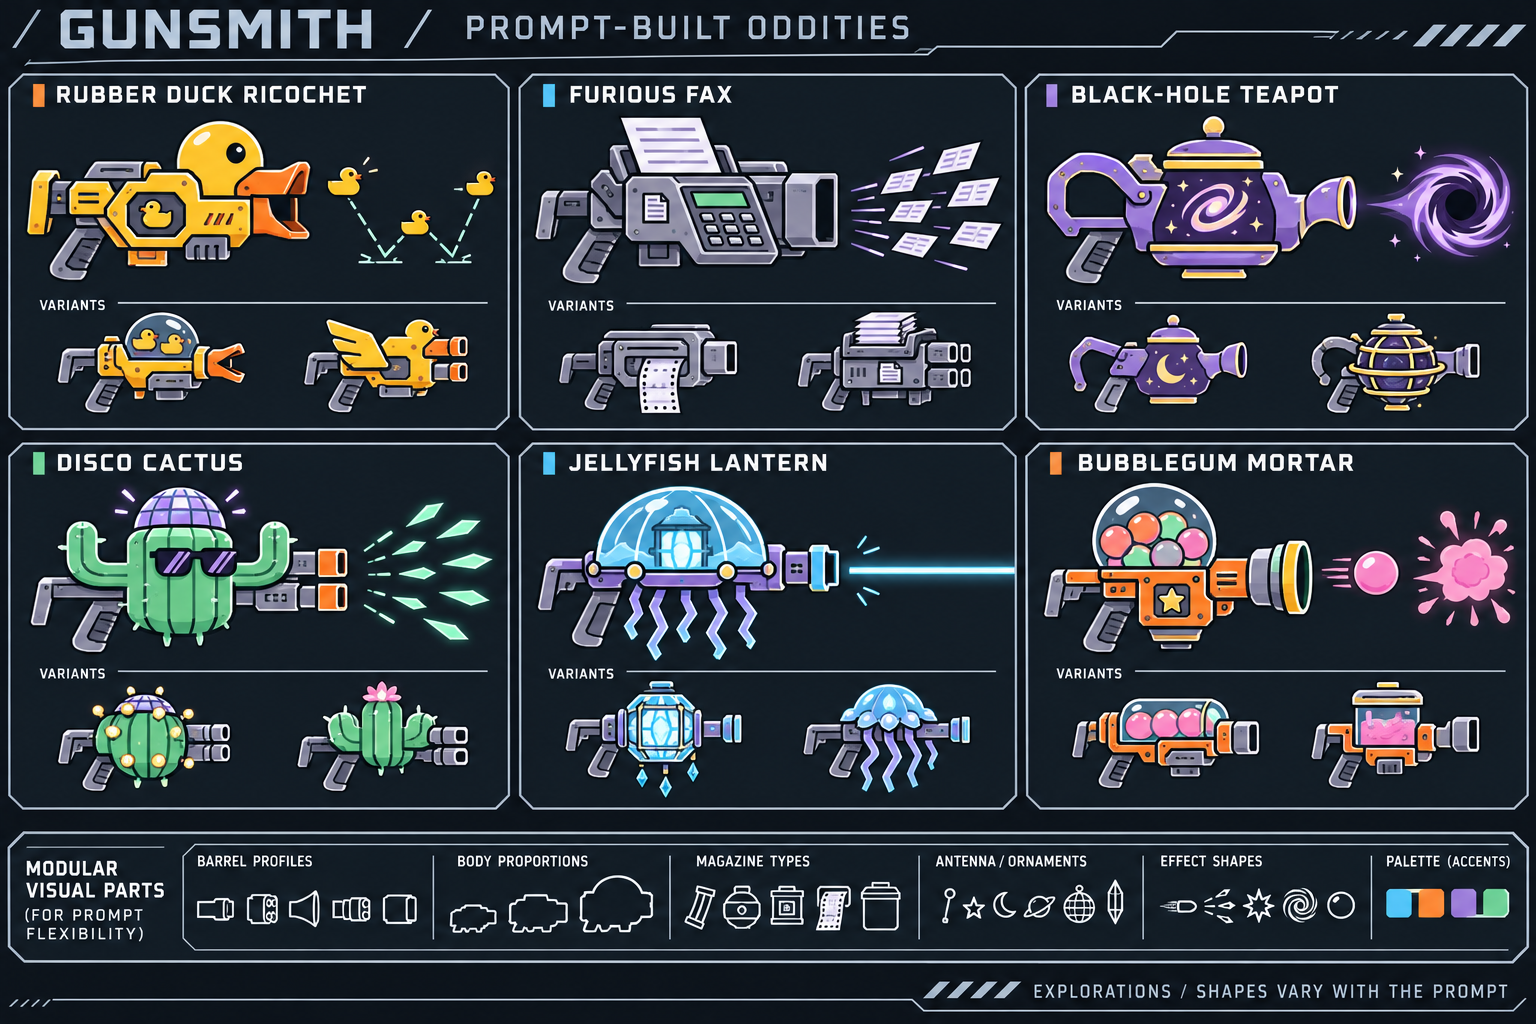 / GUNSMITH / PROMPT-BUILT ODDITIES
RUBBER DUCK RICOCHET
VARIANTS
FURIOUS FAX
VARIANTS
BLACK-HOLE TEAPOT
VARIANTS
DISCO CACTUS
VARIANTS
JELLYFISH LANTERN
VARIANTS
BUBBLEGUM MORTAR
VARIANTS
MODULAR
VISUAL PARTS
(FOR PROMPT
FLEXIBILITY)
BARREL PROFILES
BODY PROPORTIONS
MAGAZINE TYPES
ANTENNA / ORNAMENTS
EFFECT SHAPES
PALETTE (ACCENTS)
EXPLORATIONS / SHAPES VARY WITH THE PROMPT